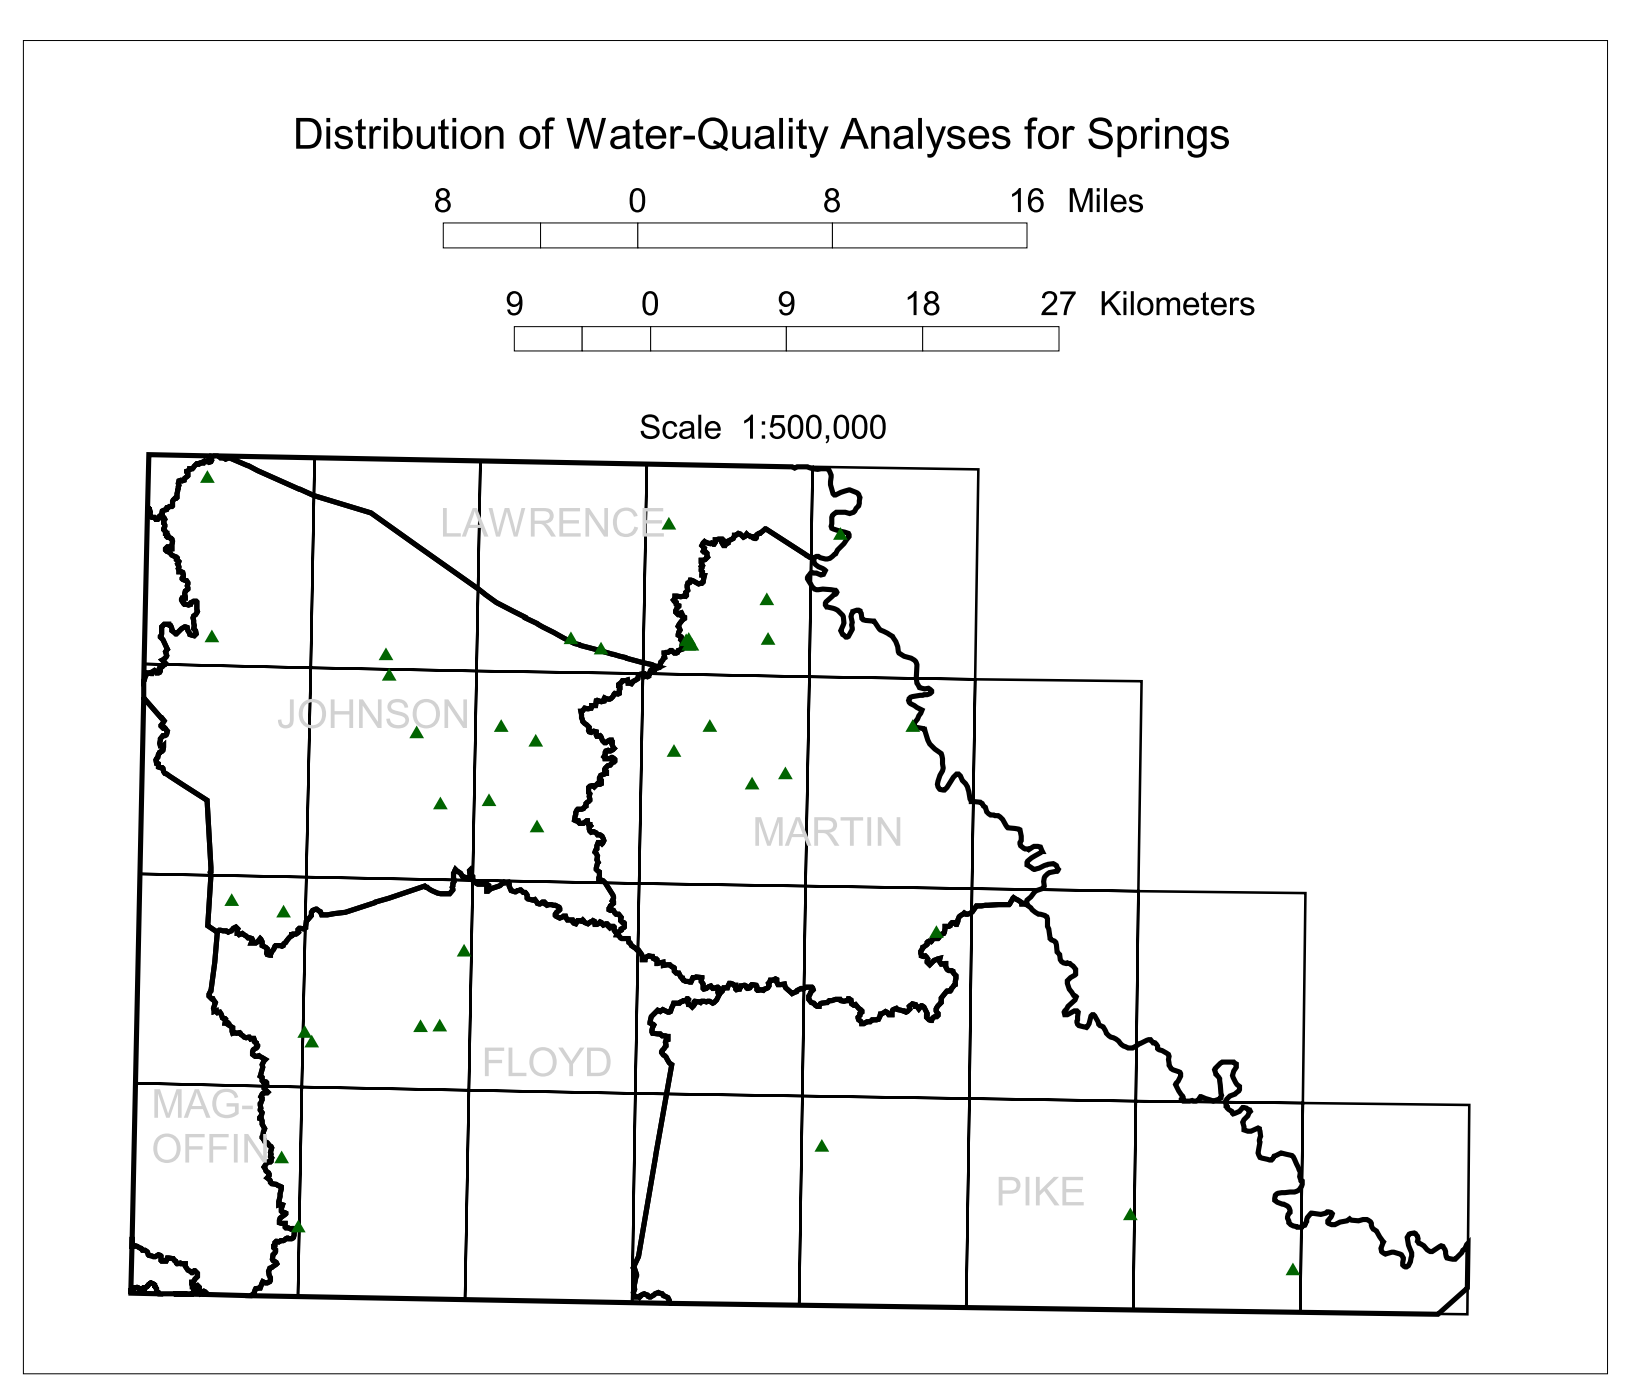 Distribution of Water-Quality Analyses for Springs
8 0 8 16 Miles
9 0 9 18 27 Kilometers
Scale 1:500,000
LAWRENCE
JOHNSON
MARTIN
FLOYD
MAG-
OFFIN
PIKE